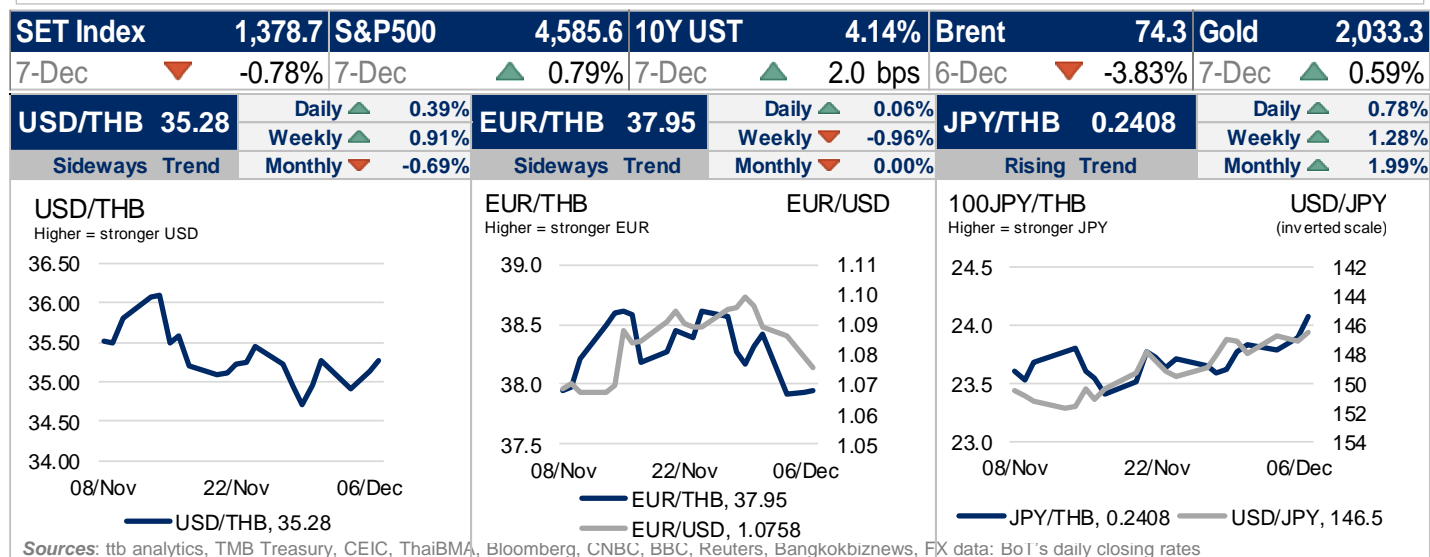 SET Index 1,378.7 S&P500 4,585.6 10Y UST 4.14% Brent 74.3 Gold 2,033.3
7-Dec -0.78% 7-Dec 0.79% 7-Dec 2.0 bps 6-Dec -3.83% 7-Dec 0.59%
USD/THB 35.28
Sideways Trend
Daily 0.39%
Weekly 0.91%
Monthly -0.69%
EUR/THB 37.95
Sideways Trend
Daily 0.06%
Weekly -0.96%
Monthly 0.00%
JPY/THB 0.2408
Rising Trend
Daily 0.78%
Weekly 1.28%
Monthly 1.99%
USD/THB
Higher = stronger USD
36.50
36.00
35.50
35.00
34.50
34.00
08/Nov 22/Nov 06/Dec
USD/THB, 35.28
EUR/THB EUR/USD
Higher = stronger EUR
39.0
38.5
38.0
37.5
1.11
1.10
1.09
1.08
1.07
1.06
1.05
08/Nov 22/Nov 06/Dec
EUR/THB, 37.95
EUR/USD, 1.0758
100JPY/THB USD/JPY
Higher = stronger JPY (inverted scale)
24.5
24.0
23.5
23.0
142
144
146
148
150
152
154
08/Nov 22/Nov 06/Dec
JPY/THB, 0.2408 USD/JPY, 146.5
Sources: ttb analytics, TMB Treasury, CEIC, ThaiBMA, Bloomberg, CNBC, BBC, Reuters, Bangkokbiznews, FX data: BoT's daily closing rates